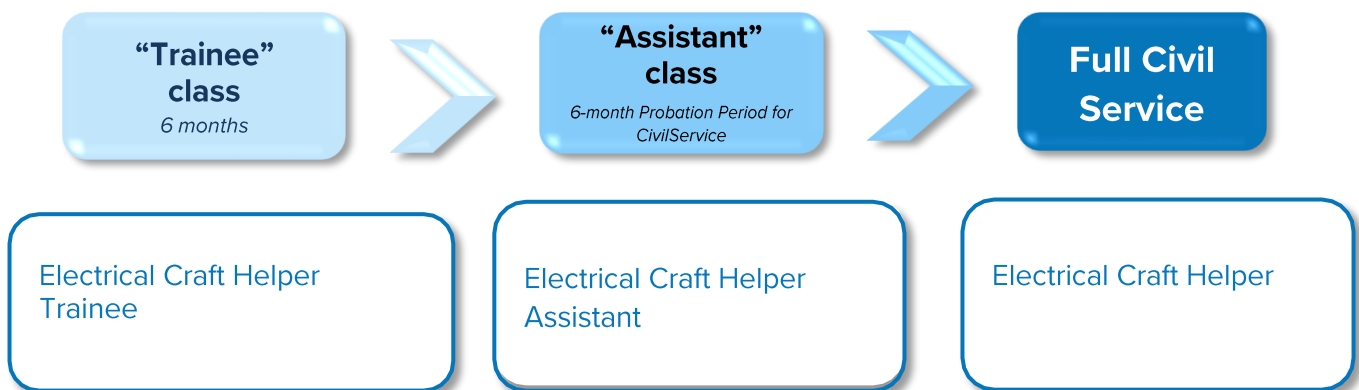 “Trainee”
class
6 months
“Assistant”
class
6-month Probation Period for
CivilService
Full Civil
Service
Electrical Craft Helper
Trainee
Electrical Craft Helper
Assistant
Electrical Craft Helper